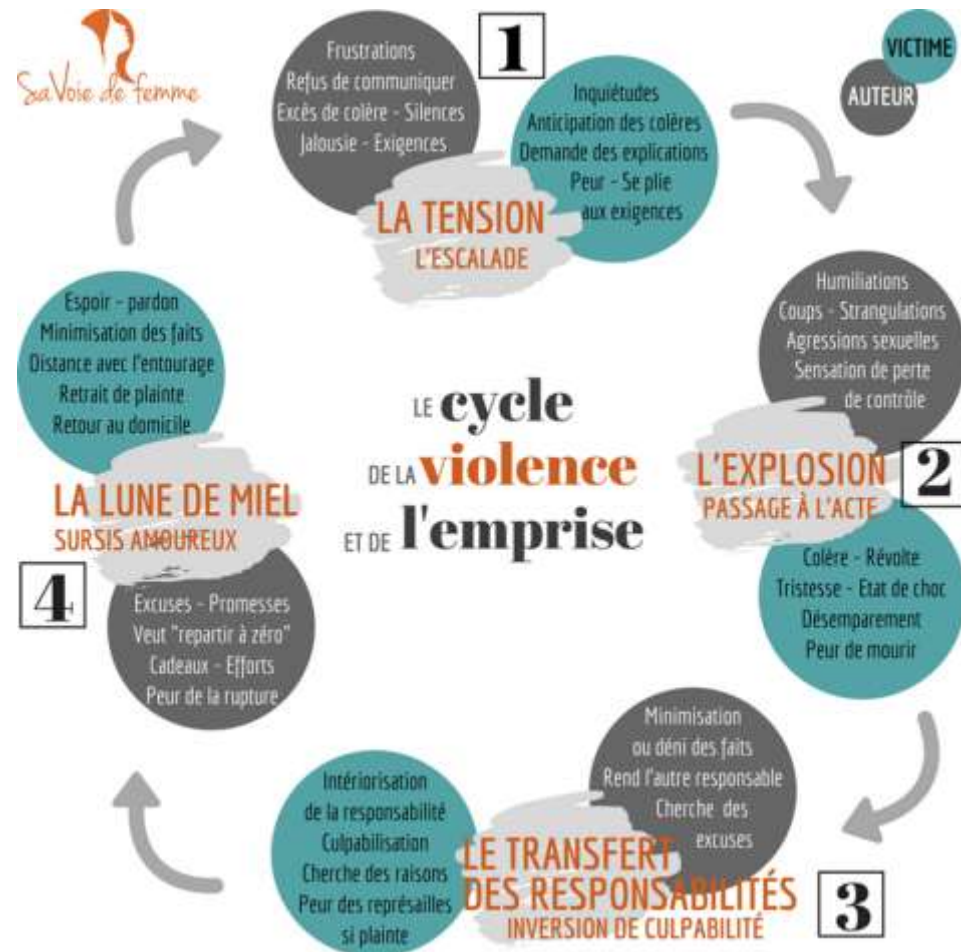 SaVoie de femme
VICTIME
AUTEUR
1
Frustrations
Refus de communiquer
Excès de colère - Silences
Jalousie - Exigences
Inquiétudes
Anticipation des colères
Demande des explications
Peur - Se plie
aux exigences
LA TENSION
L'ESCALADE
Humiliations
Coups - Strangulations
Agressions sexuelles
Sensation de perte
de contrôle
L'EXPLOSION
PASSAGE À L'ACTE
2
Colère - Révolte
Tristesse - Etat de choc
Désemparement
Peur de mourir
LE cycle
DE LA violence
ET DE l'emprise
Minimisation
ou déni des faits
Rend l'autre responsable
Cherche des
excuses
Intériorisation
de la responsabilité
Culpabilisation
Cherche des raisons
Peur des représailles
si plainte
LE TRANSFERT
DES RESPONSABILITÉS
INVERSION DE CULPABILITÉ
3
Espoir - pardon
Minimisation des faits
Distance avec l'entourage
Retrait de plainte
Retour au domicile
LA LUNE DE MIEL
SURSIS AMOUREUX
4
Excuses - Promesses
Veut "repartir à zéro"
Cadeaux - Efforts
Peur de la rupture